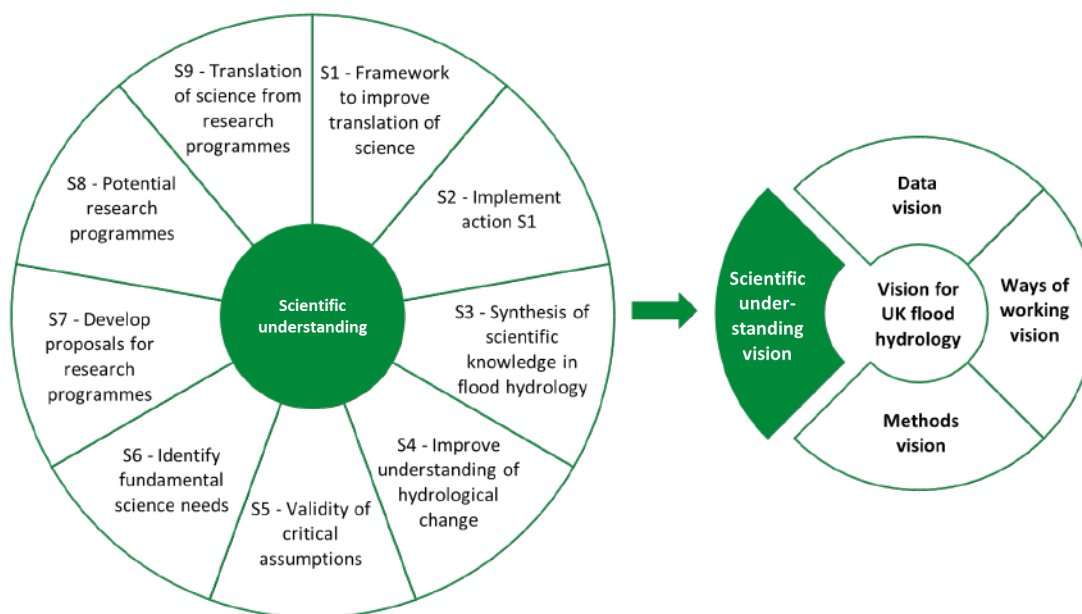 S1 - Framework
to improve
translation of
science
S2 - Implement
action S1
S3 - Synthesis of
scientific
knowledge in
flood hydrology
S4 - Improve
understanding of
hydrological
change
S5 - Validity of
critical
assumptions
S6 - Identify
fundamental
science needs
S7 - Develop
proposals for
research
programmes
S8 - Potential
research
programmes
S9 - Translation
of science from
research
programmes
Scientific
understanding
Data
vision
Ways of
working
vision
Methods
vision
Scientific
under-
standing
vision
Vision for
UK flood
hydrology